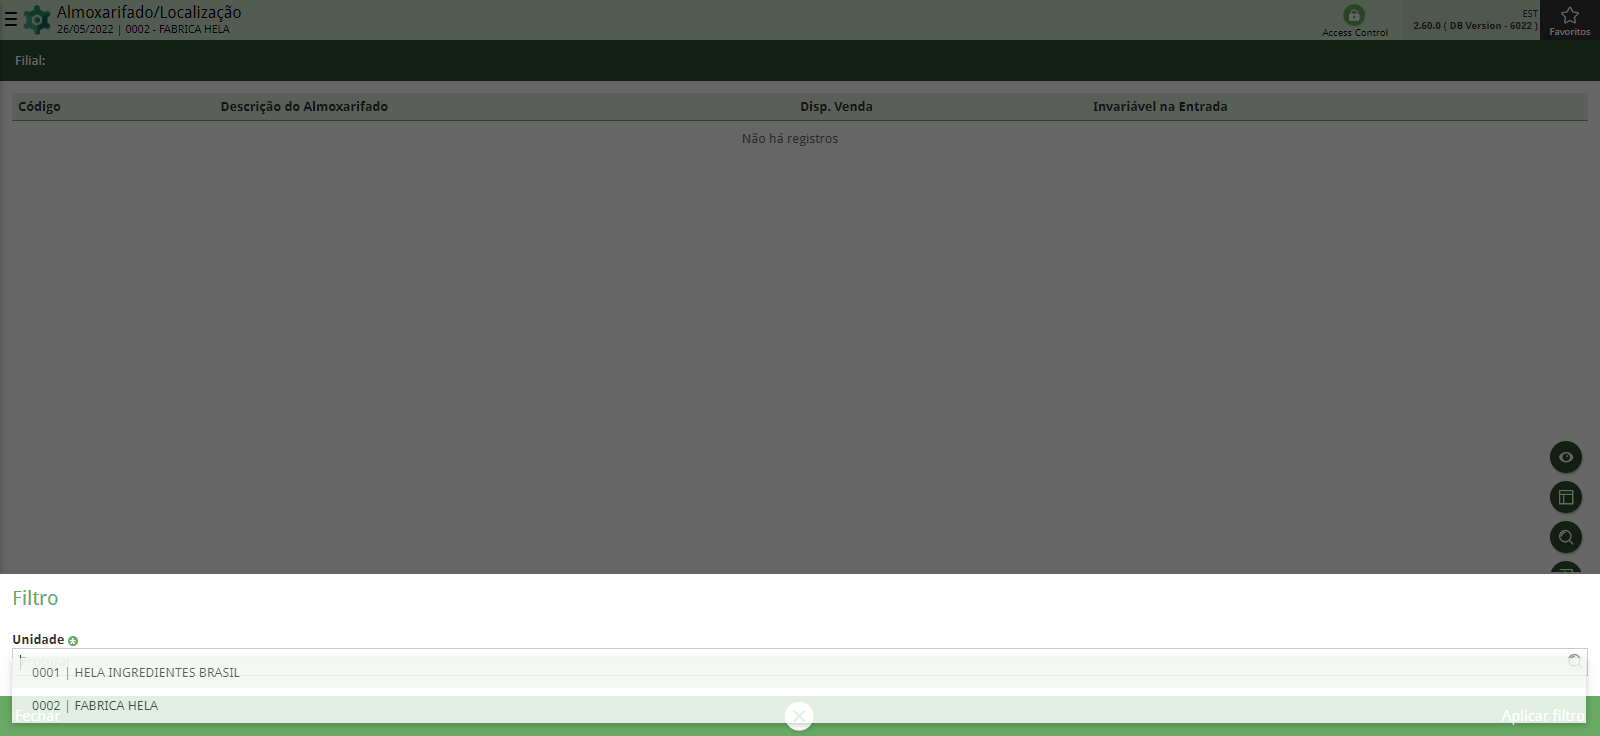 Almoxarifado/Localização
26/05/2022 | 0002 - FABRICA HELA
Access Control
EST
2.60.0 ( DB Version - 6022 )
Favoritos
Filial:
Código Descrição do Almoxarifado Disp. Venda Invariável na Entrada
Não há registros
Filtro
Unidade
0001 | HELA INGREDIENTES BRASIL
0002 | FABRICA HELA
Fechar Aplicar filtro